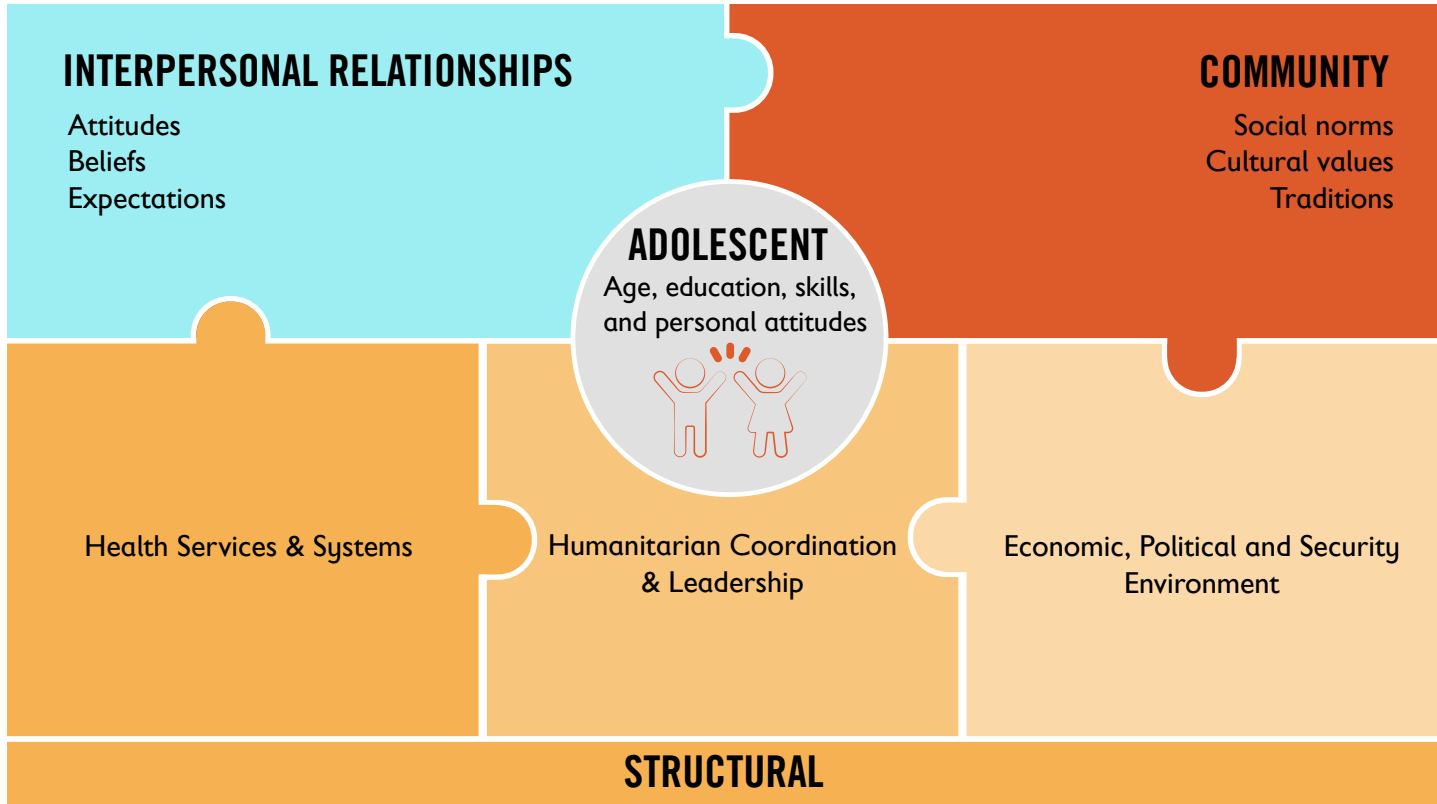 INTERPERSONAL RELATIONSHIPS
Attitudes
Beliefs
Expectations
COMMUNITY
Social norms
Cultural values
Traditions
ADOLESCENT
Age, education, skills,
and personal attitudes
Health Services & Systems
Humanitarian Coordination
& Leadership
Economic, Political and Security
Environment
STRUCTURAL